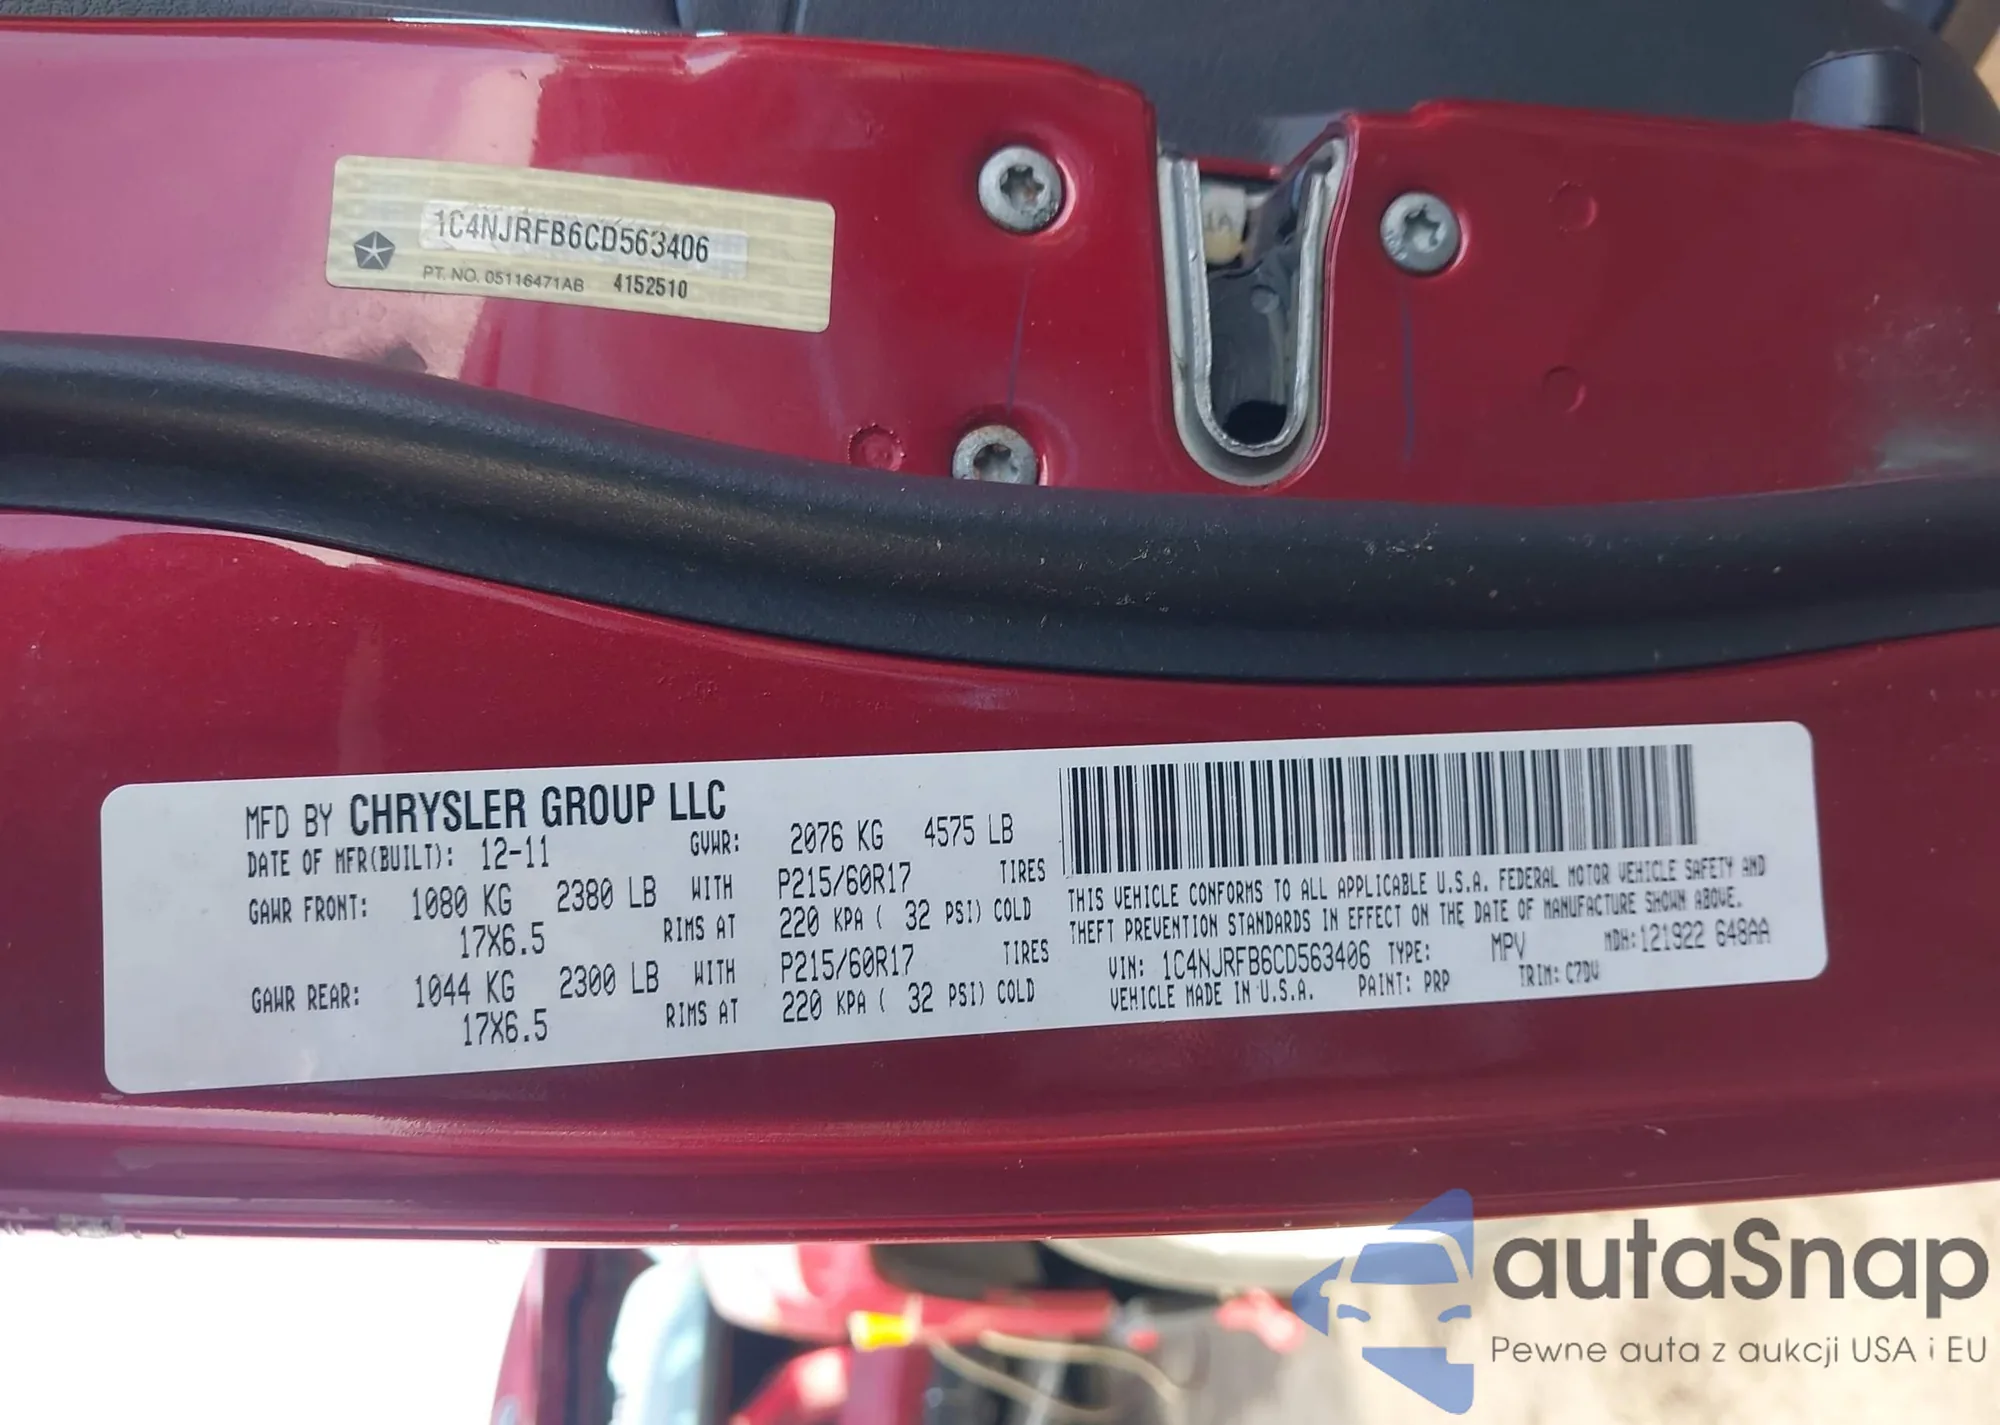 1C4NJRFB6CD563406
PT. NO. 05116471AB 4152510
1A
MFD BY CHRYSLER GROUP LLC
DATE OF MFR(BUILT): 12-11 GVWR: 2076 KG 4575 LB
GAWR FRONT: 1080 KG 2380 LB WITH P215/60R17 TIRES
17X6.5 RIMS AT 220 KPA ( 32 PSI) COLD
GAWR REAR: 1044 KG 2300 LB WITH P215/60R17 TIRES
17X6.5 RIMS AT 220 KPA ( 32 PSI) COLD
THIS VEHICLE CONFORMS TO ALL APPLICABLE U.S.A. FEDERAL MOTOR VEHICLE SAFETY AND
THEFT PREVENTION STANDARDS IN EFFECT ON THE DATE OF MANUFACTURE SHOWN ABOVE.
VIN: 1C4NJRFB6CD563406 TYPE: MPV MDH:121922 648AA
VEHICLE MADE IN U.S.A. PAINT: PRP TRIM: C7DV
autaSnap
Pewne auta z aukcji USA i EU